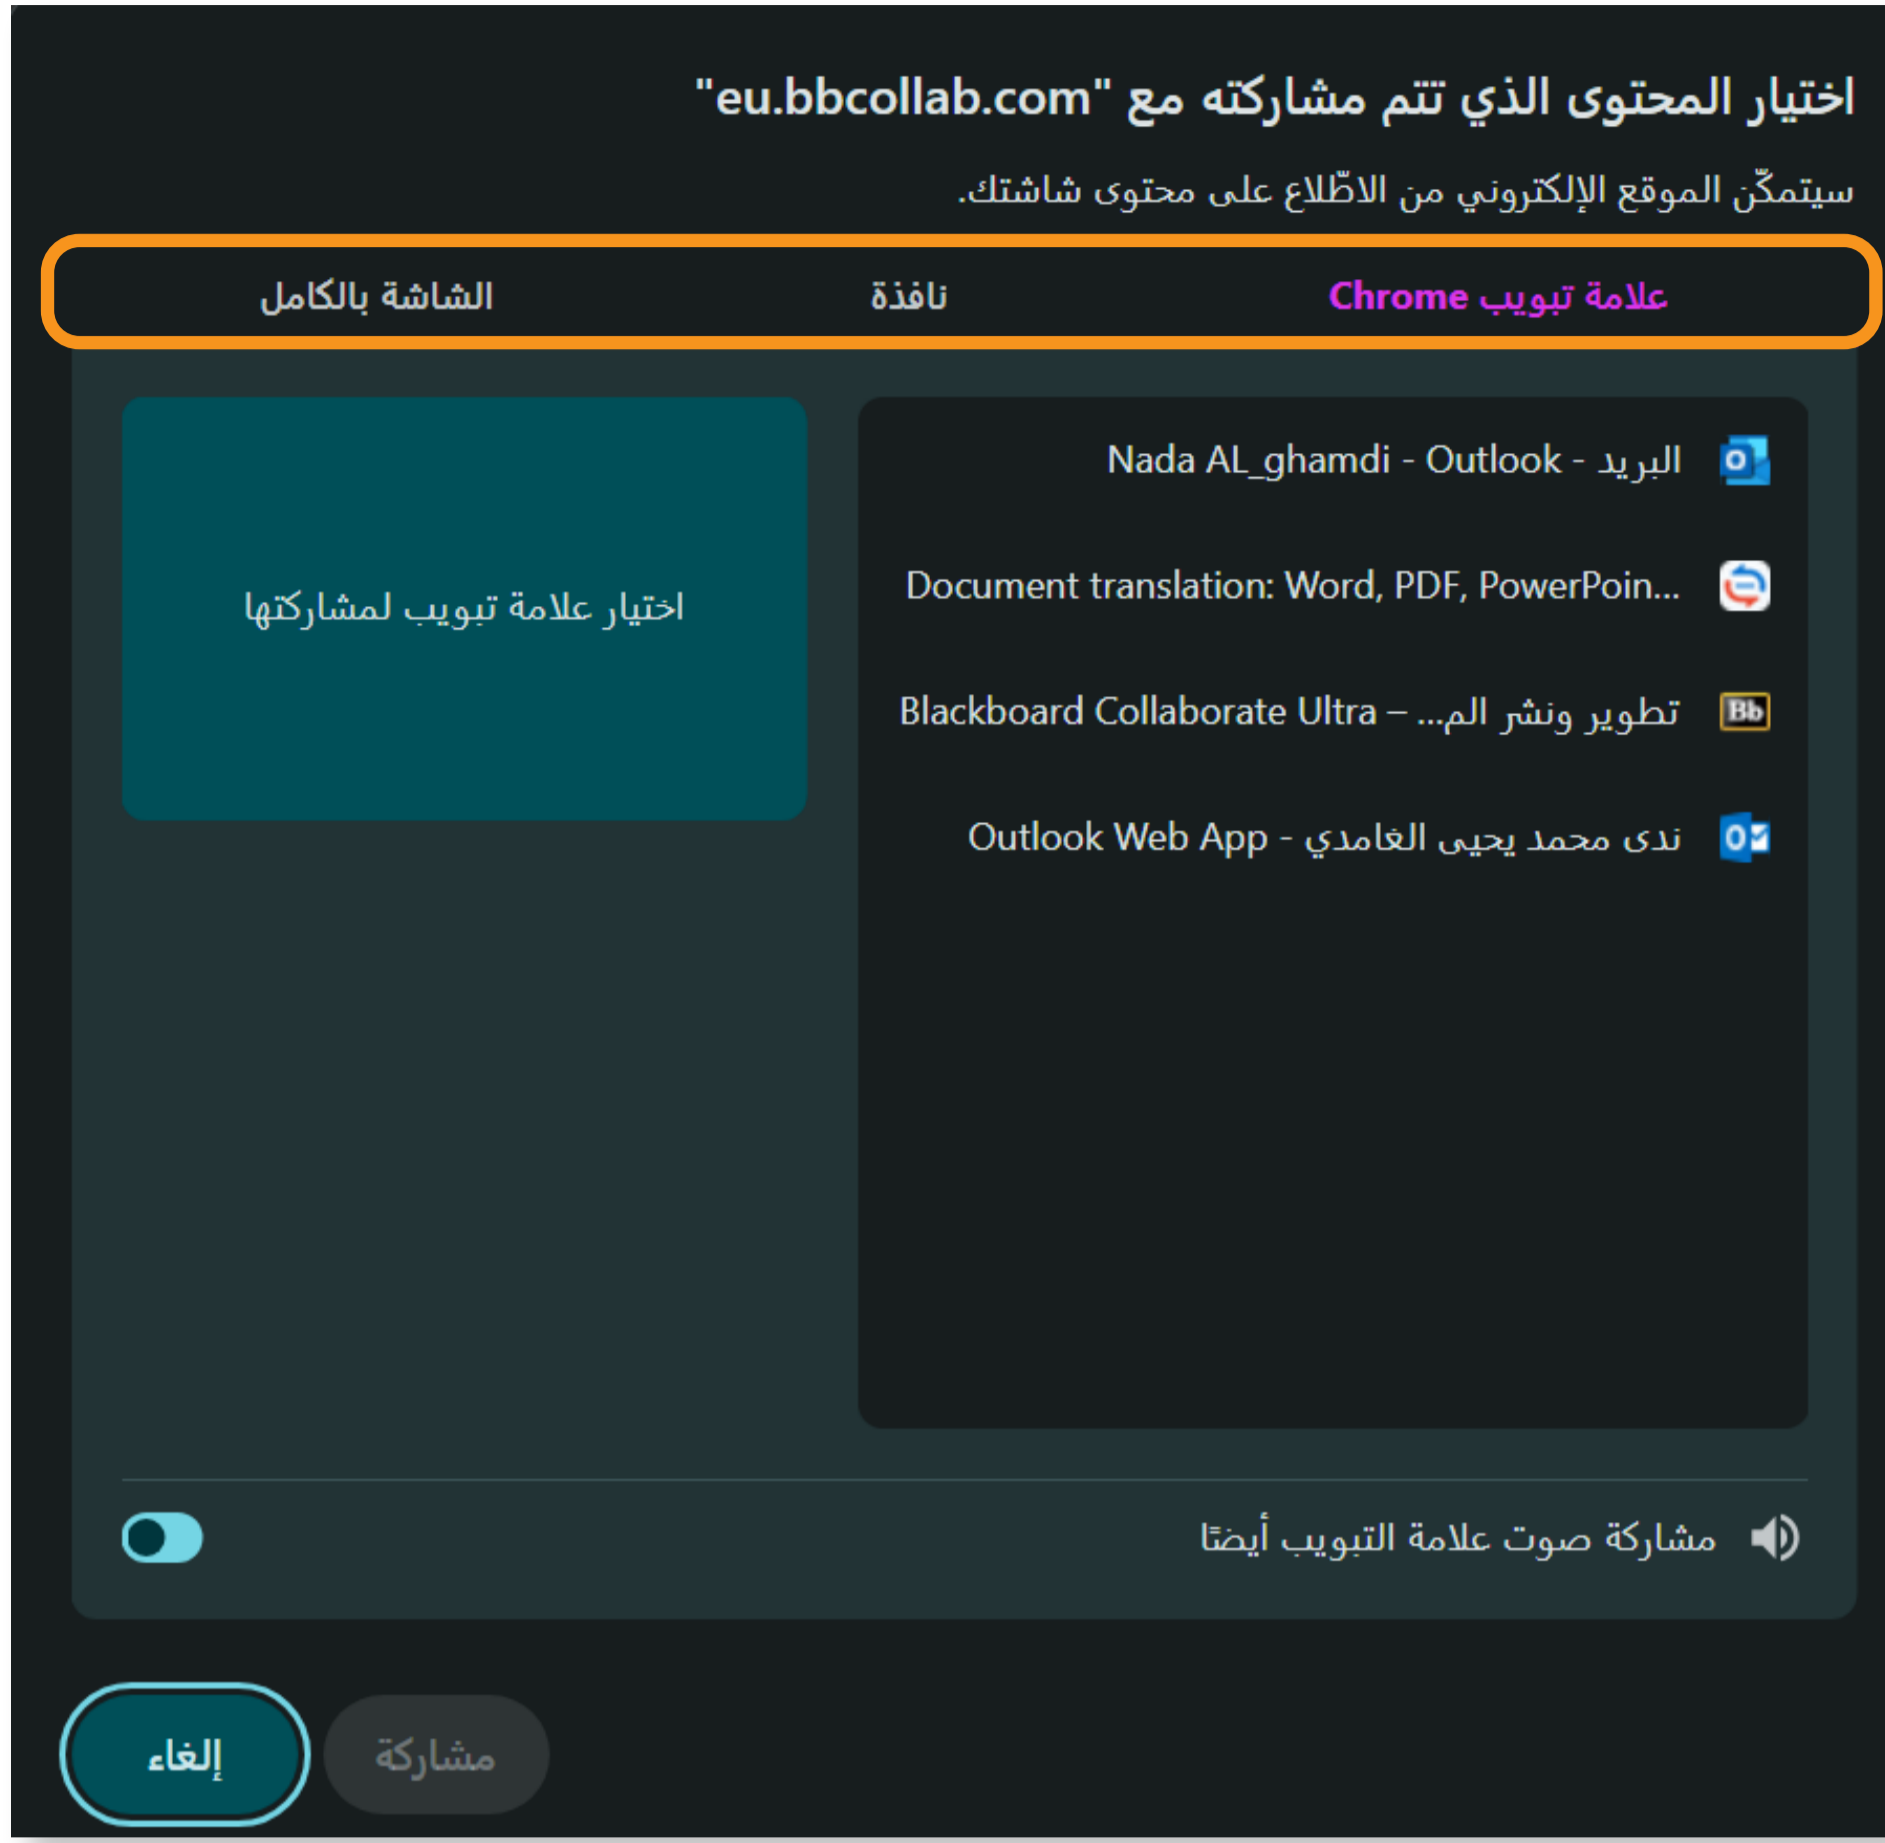 اختيار المحتوى الذي تتم مشاركته مع "eu.bbcollab.com"
سيتمكّن الموقع الإلكتروني من الاطّلاع على محتوى شاشتك.
علامة تبويب Chrome
نافذة
الشاشة بالكامل
البريد - Nada AL_ghamdi - Outlook
Document translation: Word, PDF, PowerPoin...
تطوير ونشر الم... – Blackboard Collaborate Ultra
ندى محمد يحيى الغامدي - Outlook Web App
اختيار علامة تبويب لمشاركتها
مشاركة صوت علامة التبويب أيضًا
مشاركة
إلغاء